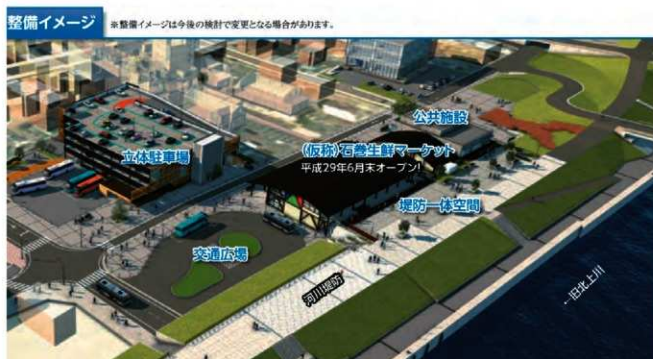 整備イメージ
※整備イメージは今後の検討で変更となる場合があります。
公共施設
立体駐車場
(仮称)石巻生鮮マーケット
平成29年6月末オープン!
堤防一体空間
交通広場
河川堤防
←旧北上川